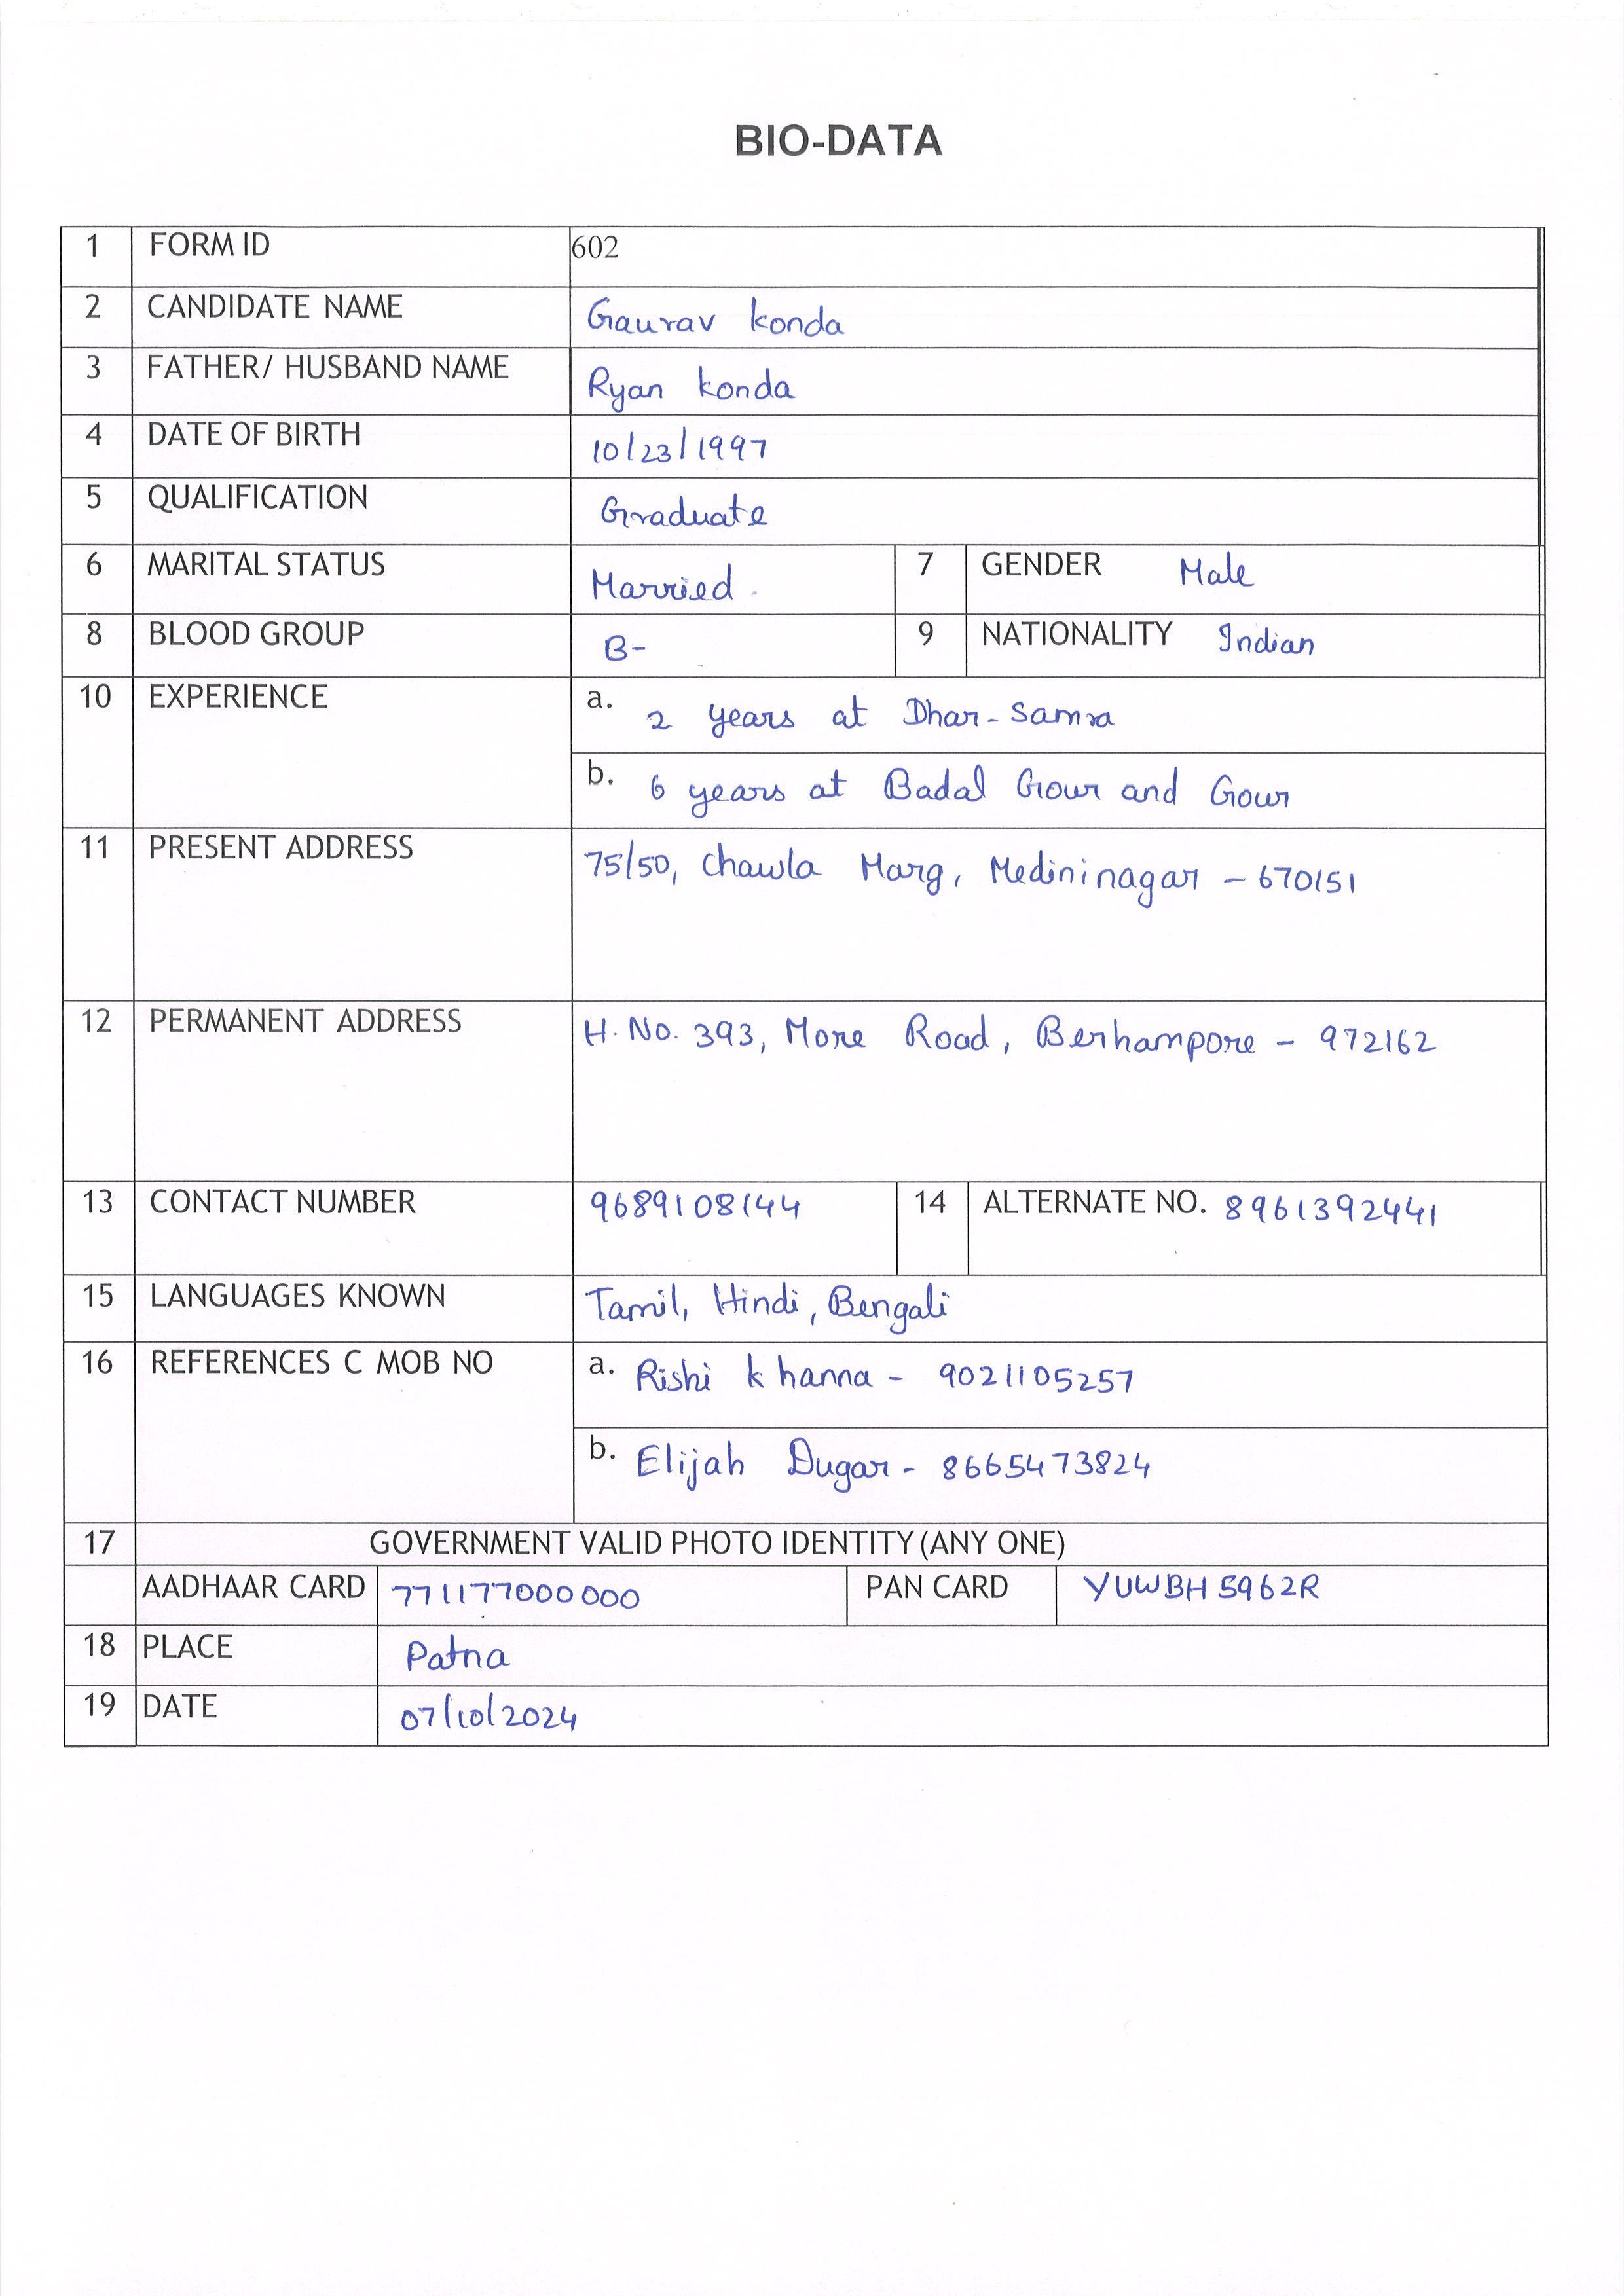 BIO-DATA
1 FORM ID 602
2 CANDIDATE NAME Gaurav Konda
3 FATHER/ HUSBAND NAME Ryan Konda
4 DATE OF BIRTH 10/23/1997
5 QUALIFICATION Graduate
6 MARITAL STATUS Married 7 GENDER Male
8 BLOOD GROUP B- 9 NATIONALITY Indian
10 EXPERIENCE a. 2 years at Dhar-Samra
b. 6 years at Badal Gour and Gour
11 PRESENT ADDRESS 75/50, Chawla Marg, Medininagar - 670151
12 PERMANENT ADDRESS H. No. 393, More Road, Berhampore - 972162
13 CONTACT NUMBER 9689108144 14 ALTERNATE NO. 8961392441
15 LANGUAGES KNOWN Tamil, Hindi, Bengali
16 REFERENCES C MOB NO a. Rishi Khanna - 9021105257
b. Elijah Dugar - 8665473824
17 GOVERNMENT VALID PHOTO IDENTITY (ANY ONE)
AADHAAR CARD 771177000000 PAN CARD YUWBH5962R
18 PLACE Patna
19 DATE 07/10/2024